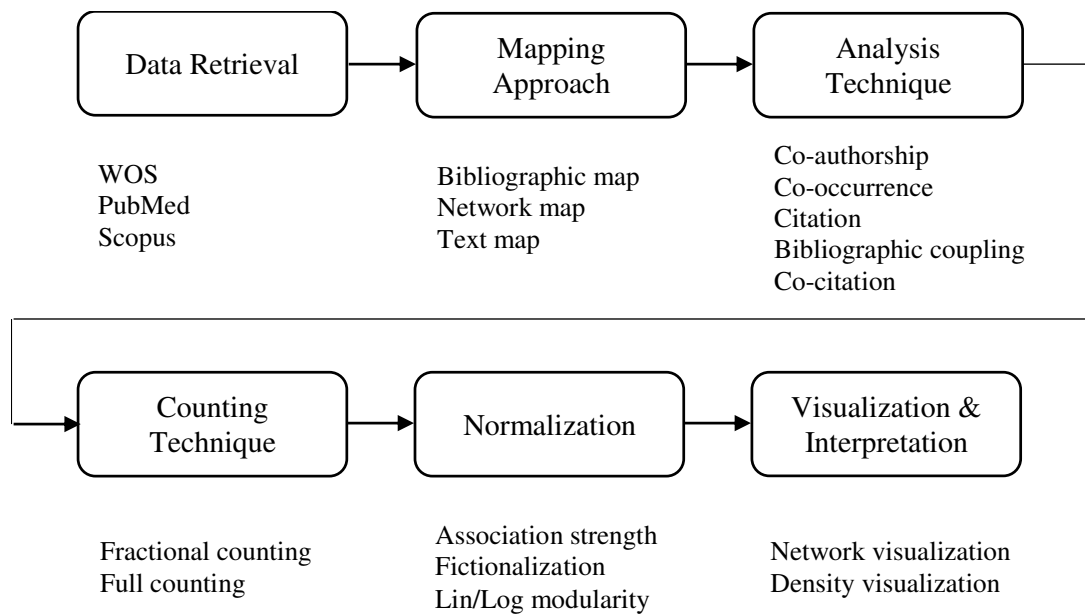 Data Retrieval
Mapping
Approach
Analysis
Technique
WOS
PubMed
Scopus
Bibliographic map
Network map
Text map
Co-authorship
Co-occurrence
Citation
Bibliographic coupling
Co-citation
Counting
Technique
Normalization
Visualization &
Interpretation
Fractional counting
Full counting
Association strength
Fictionalization
Lin/Log modularity
Network visualization
Density visualization